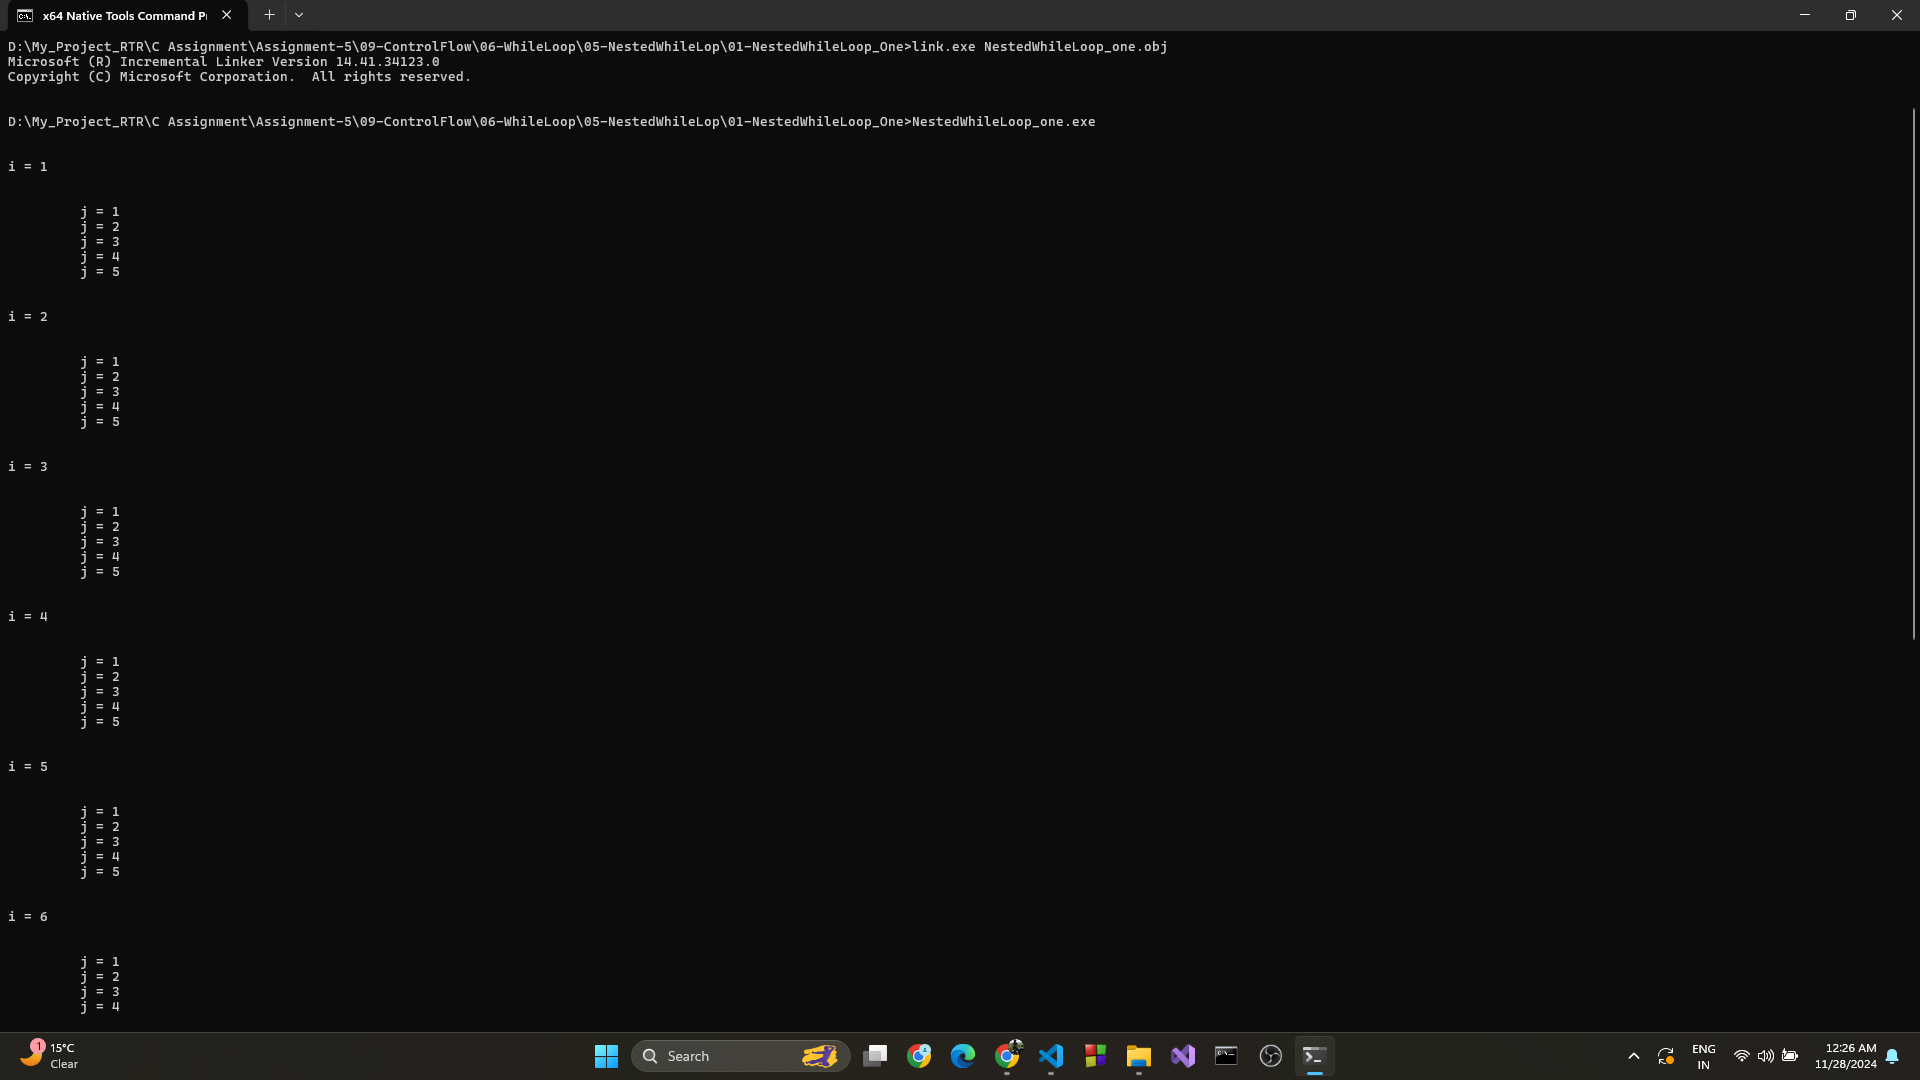 x64 Native Tools Command P
D:\My_Project_RTR\C Assignment\Assignment-5\09-ControlFlow\06-WhileLoop\05-NestedWhileLop\01-NestedWhileLoop_One>link.exe NestedWhileLoop_one.obj
Microsoft (R) Incremental Linker Version 14.41.34123.0
Copyright (C) Microsoft Corporation.  All rights reserved.
D:\My_Project_RTR\C Assignment\Assignment-5\09-ControlFlow\06-WhileLoop\05-NestedWhileLop\01-NestedWhileLoop_One>NestedWhileLoop_one.exe
i = 1
j = 1
j = 2
j = 3
j = 4
j = 5
i = 2
j = 1
j = 2
j = 3
j = 4
j = 5
i = 3
j = 1
j = 2
j = 3
j = 4
j = 5
i = 4
j = 1
j = 2
j = 3
j = 4
j = 5
i = 5
j = 1
j = 2
j = 3
j = 4
j = 5
i = 6
j = 1
j = 2
j = 3
j = 4
1
15°C
Clear
Search
ENG
IN
12:26 AM
11/28/2024